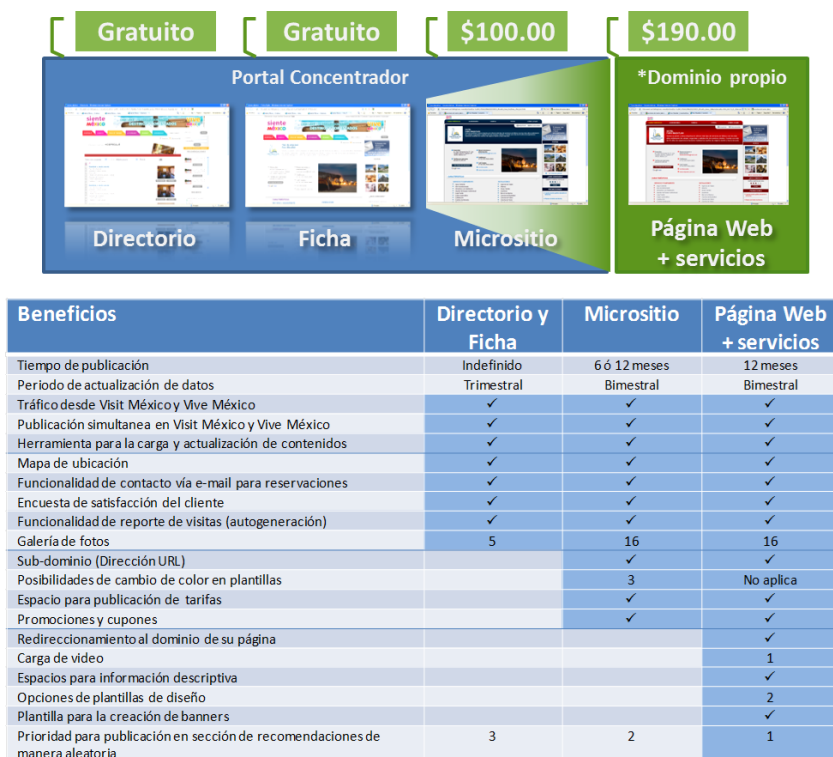 Gratuito Gratuito $100.00 $190.00
Portal Concentrador *Dominio propio
siente
méxico
siente
méxico
Directorio Ficha Micrositio Página Web
+ servicios
Beneficios Directorio y Ficha Micrositio Página Web + servicios
Tiempo de publicación Indefinido 6 ó 12 meses 12 meses
Periodo de actualización de datos Trimestral Bimestral Bimestral
Tráfico desde Visit México y Vive México ✓ ✓ ✓
Publicación simultanea en Visit México y Vive México ✓ ✓ ✓
Herramienta para la carga y actualización de contenidos ✓ ✓ ✓
Mapa de ubicación ✓ ✓ ✓
Funcionalidad de contacto vía e-mail para reservaciones ✓ ✓ ✓
Encuesta de satisfacción del cliente ✓ ✓ ✓
Funcionalidad de reporte de visitas (autogeneración) ✓ ✓ ✓
Galería de fotos 5 16 16
Sub-dominio (Dirección URL) ✓ ✓
Posibilidades de cambio de color en plantillas 3 No aplica
Espacio para publicación de tarifas ✓ ✓
Promociones y cupones ✓ ✓
Redireccionamiento al dominio de su página ✓
Carga de video 1
Espacios para información descriptiva ✓
Opciones de plantillas de diseño 2
Plantilla para la creación de banners ✓
Prioridad para publicación en sección de recomendaciones de 3 2 1
manera aleatoria